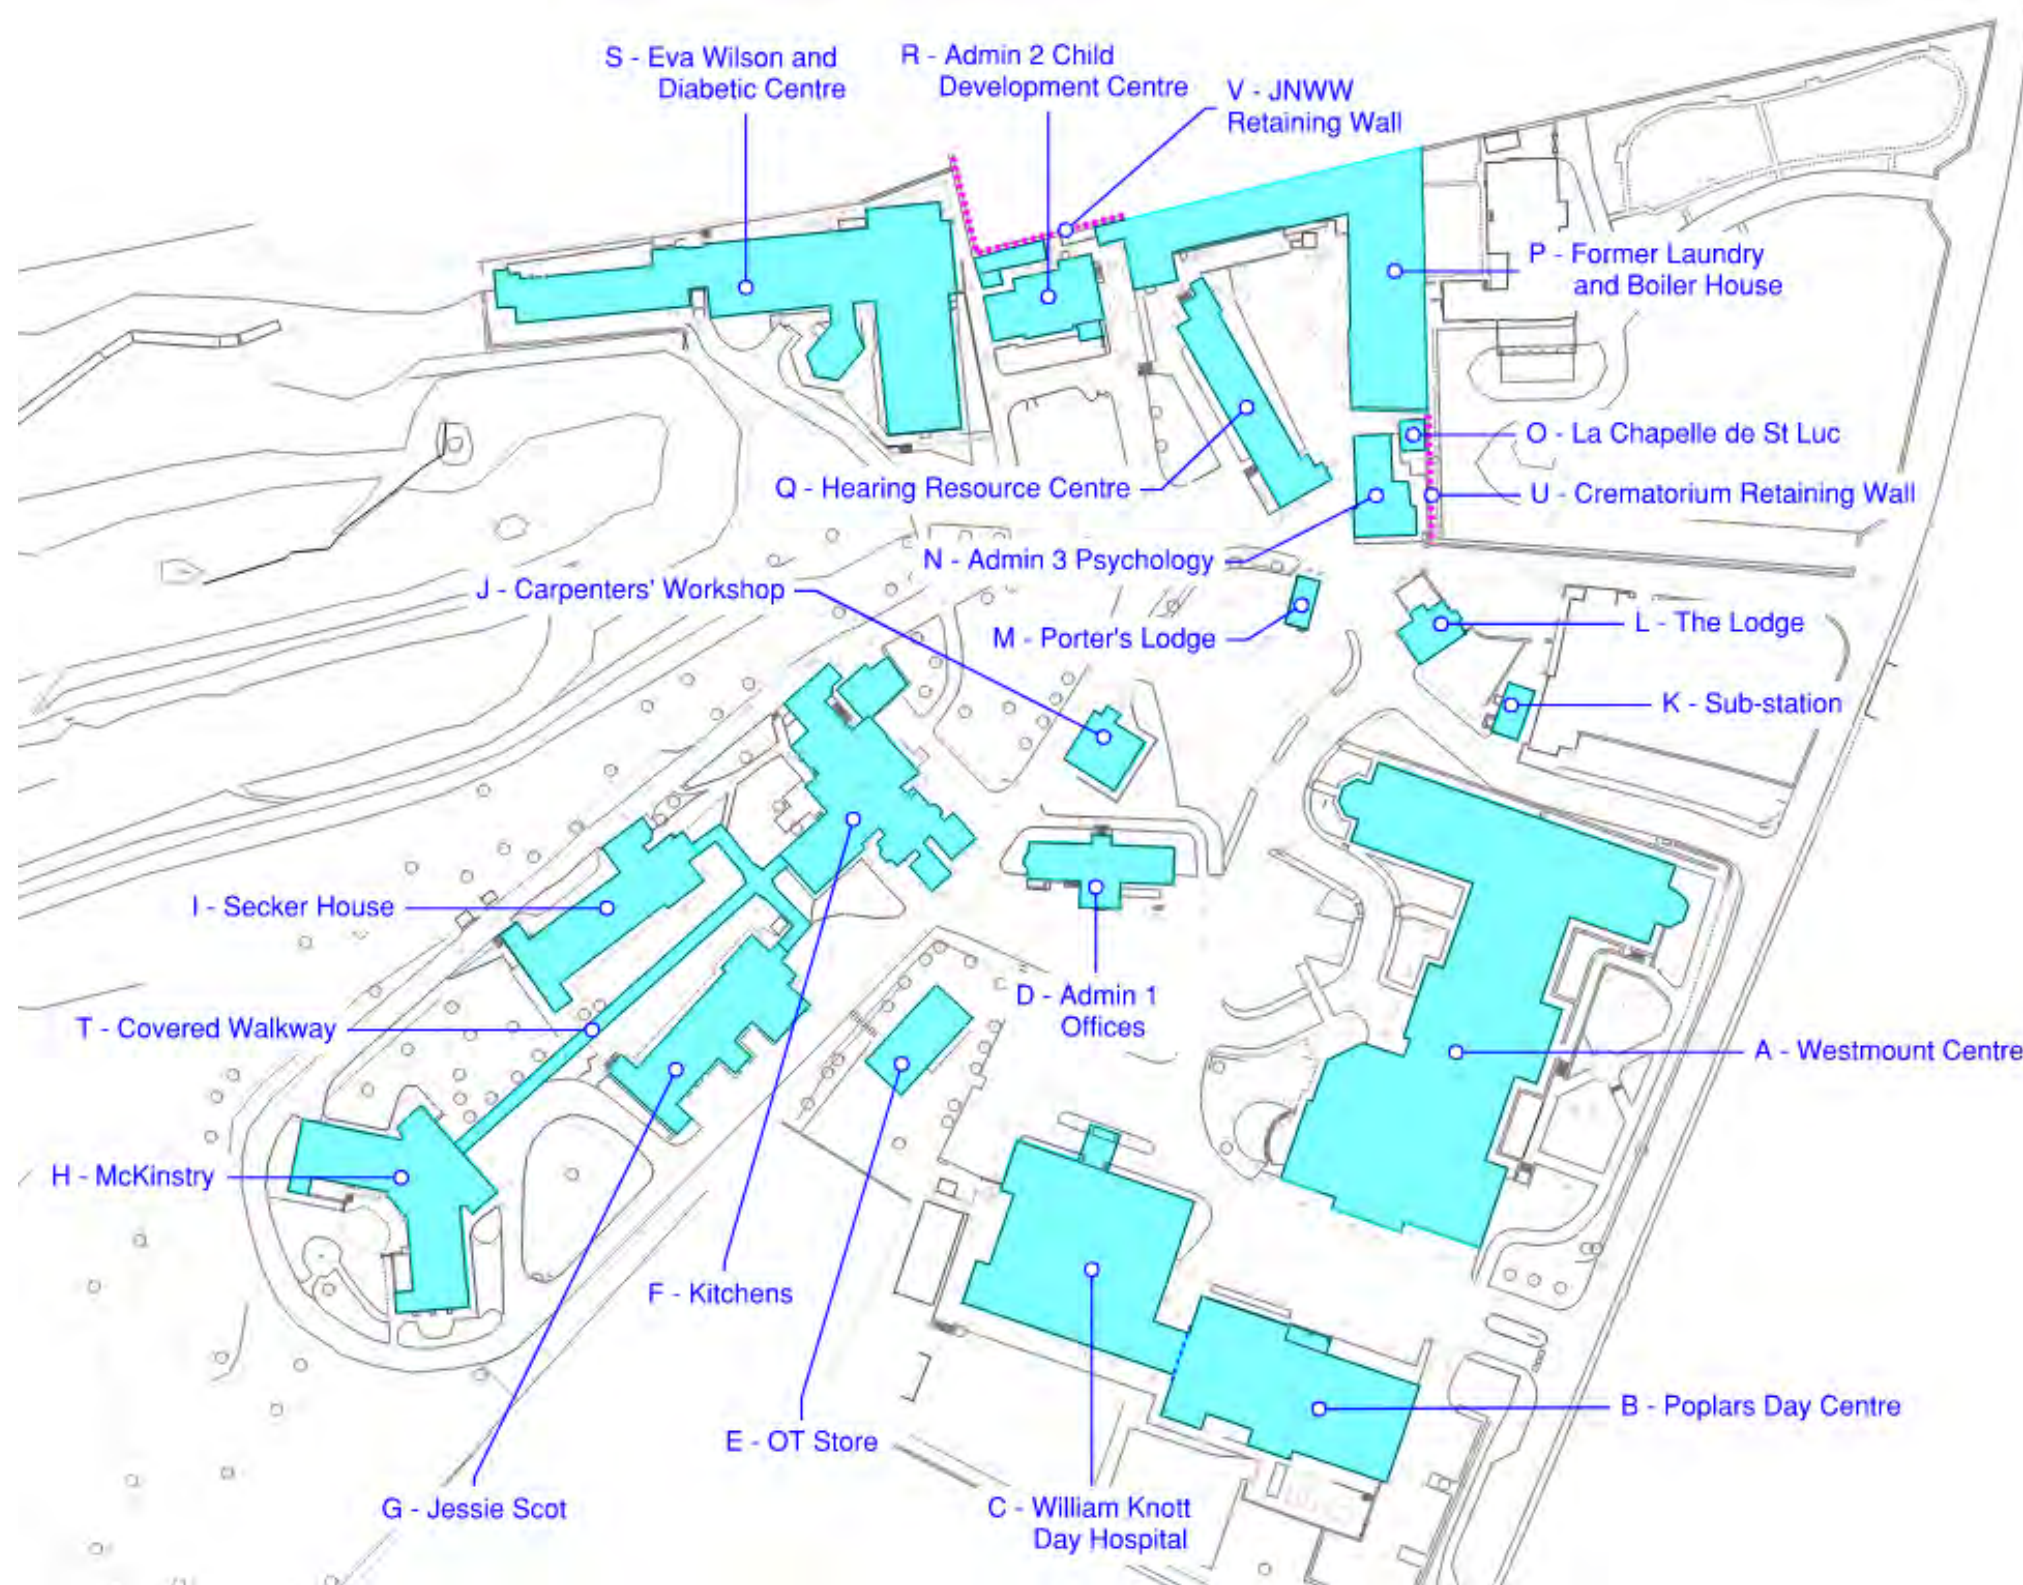 S - Eva Wilson and
Diabetic Centre
R - Admin 2 Child
Development Centre
V - JNWW
Retaining Wall
P - Former Laundry
and Boiler House
O - La Chapelle de St Luc
Q - Hearing Resource Centre
U - Crematorium Retaining Wall
N - Admin 3 Psychology
J - Carpenters' Workshop
M - Porter's Lodge
L - The Lodge
K - Sub-station
I - Secker House
D - Admin 1
Offices
T - Covered Walkway
A - Westmount Centre
H - McKinstry
F - Kitchens
B - Poplars Day Centre
E - OT Store
G - Jessie Scot
C - William Knott
Day Hospital